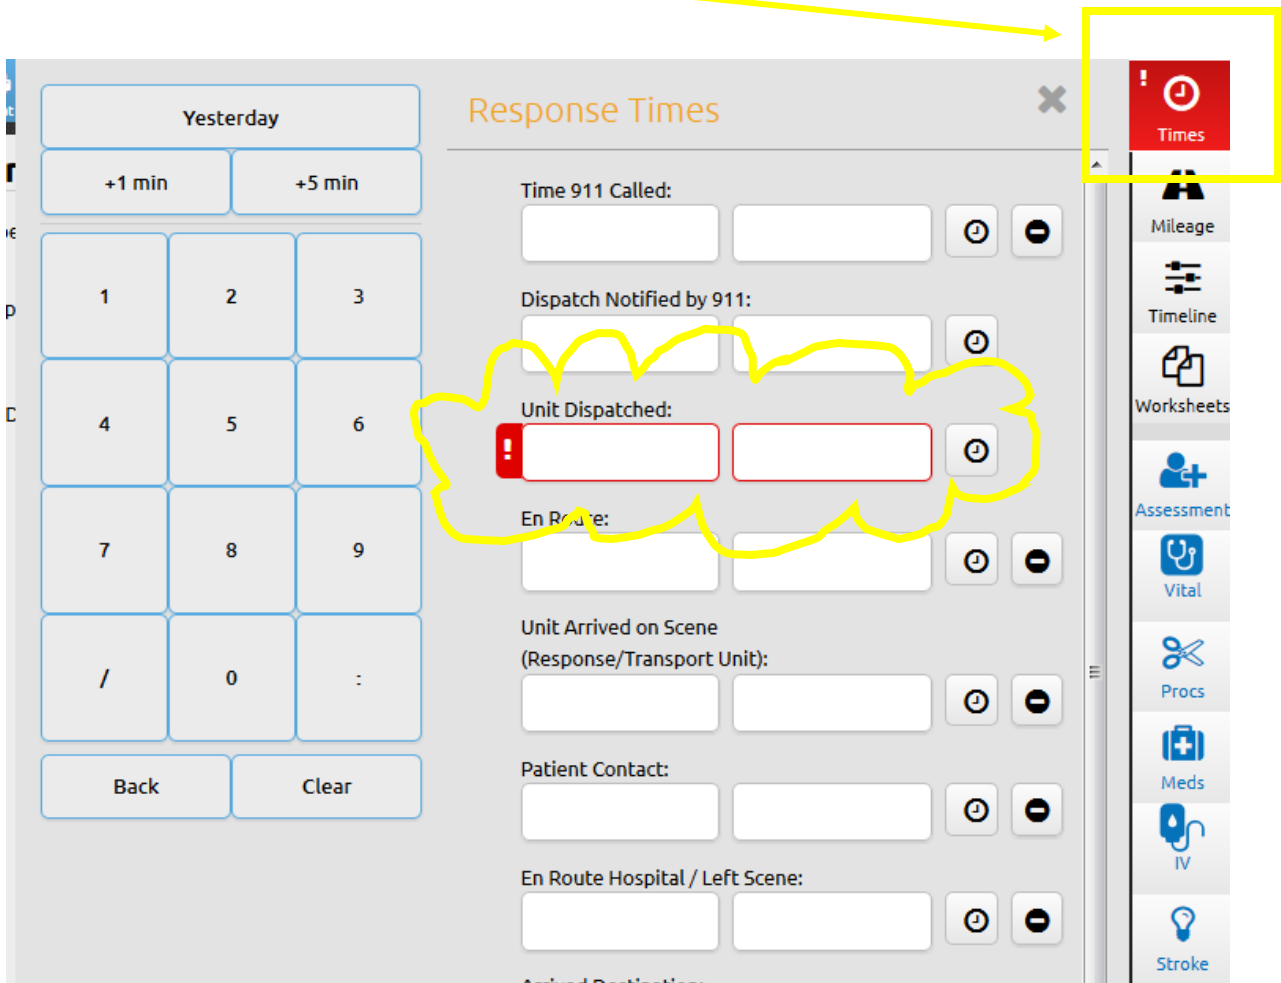 Yesterday
+1 min
+5 min
1
2
3
4
5
6
7
8
9
/
0
:
Back
Clear
Response Times
Time 911 Called:
Dispatch Notified by 911:
Unit Dispatched:
!
En Route:
Unit Arrived on Scene
(Response/Transport Unit):
Patient Contact:
En Route Hospital / Left Scene:
!
Times
Mileage
Timeline
Worksheets
Assessment
Vital
Procs
Meds
IV
Stroke